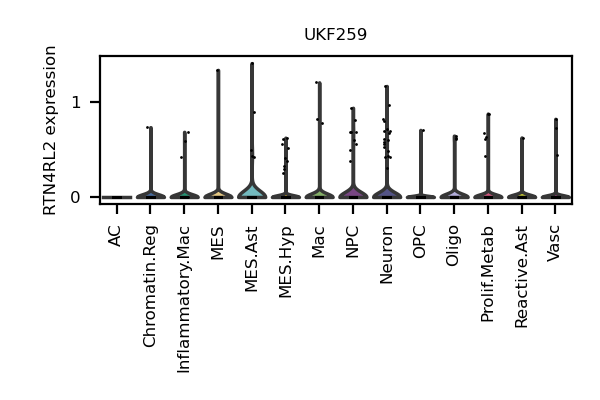 UKF259
RTN4RL2 expression
1
0
AC
Chromatin.Reg
Inflammatory.Mac
MES
MES.Ast
MES.Hyp
Mac
NPC
Neuron
OPC
Oligo
Prolif.Metab
Reactive.Ast
Vasc